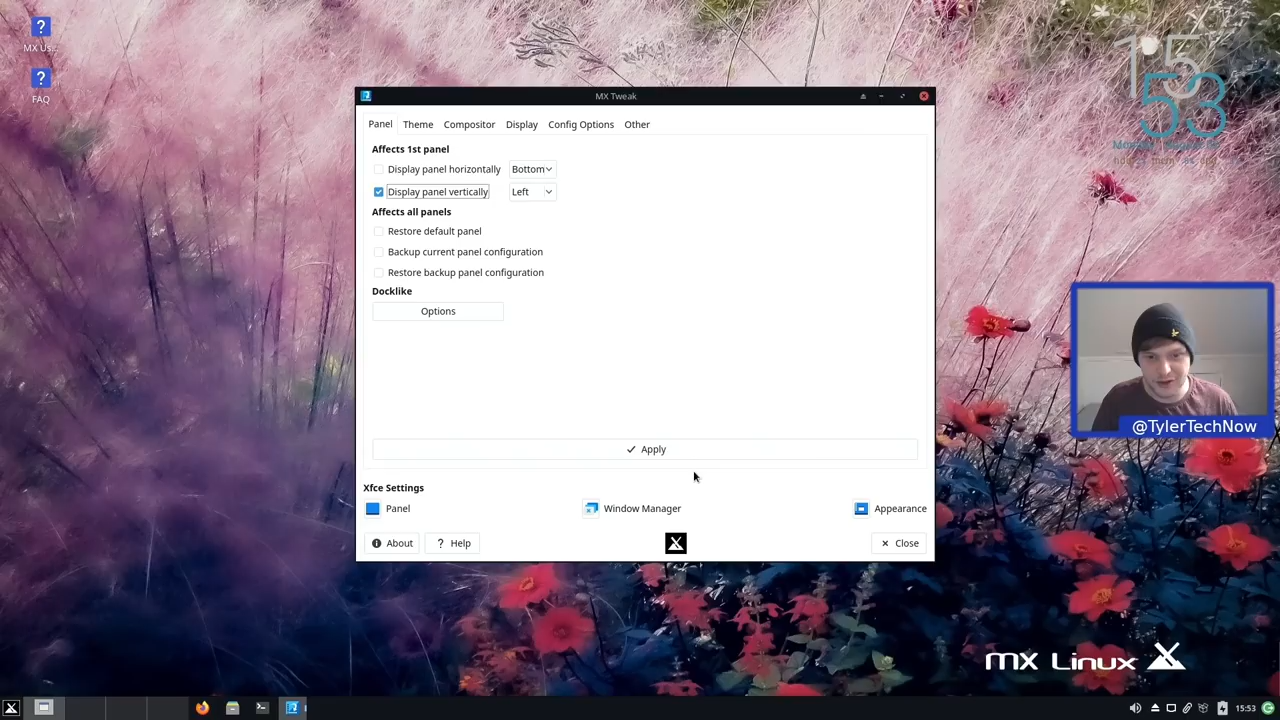 MX Us...
FAQ
15
53
MX Tweak
Panel
Theme
Compositor
Display
Config Options
Other
Affects 1st panel
Display panel horizontally
Bottom
Display panel vertically
Left
Affects all panels
Restore default panel
Backup current panel configuration
Restore backup panel configuration
Docklike
Options
Apply
Xfce Settings
Panel
Window Manager
Appearance
About
? Help
Close
@TylerTechNow
MX Linux
15:53